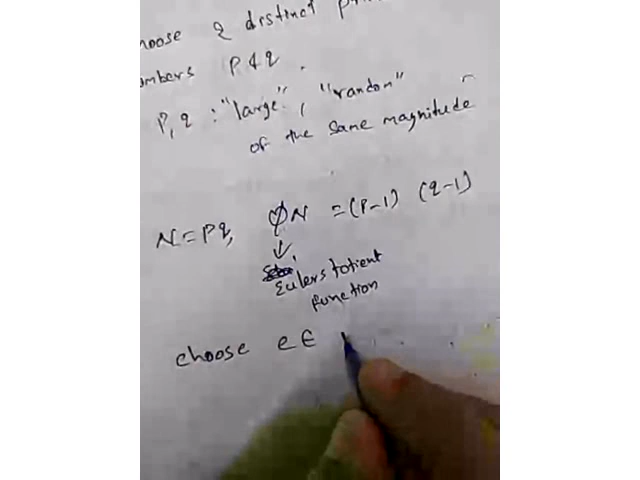 hoose 2 distinct
mbers P & q.
P, q : "large", "random"
of the same magnitude
N = Pq, φN = (P-1) (q-1)
↓
Eulers totient
function
choose e ∈